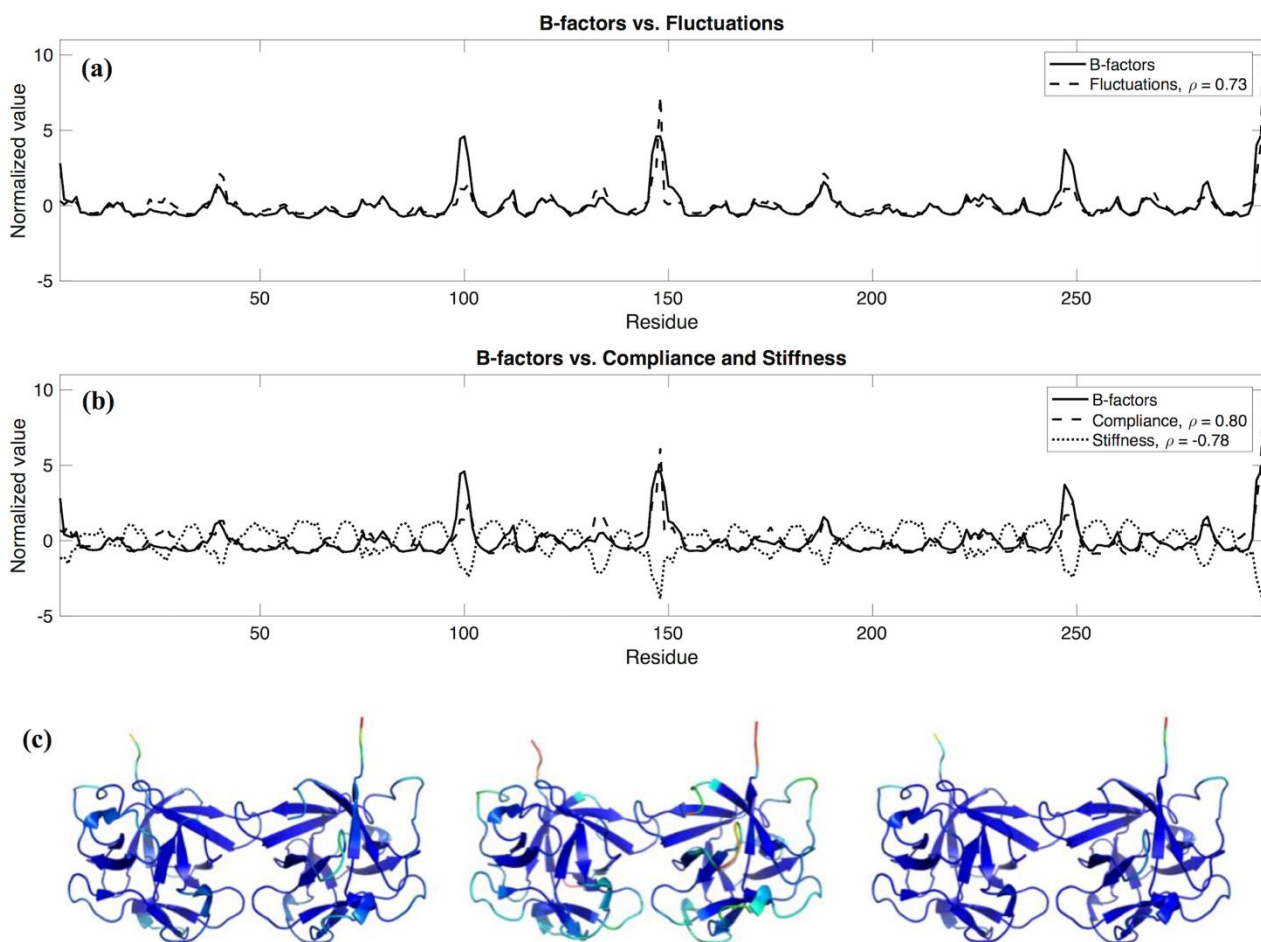 B-factors vs. Fluctuations
(a)
B-factors
Fluctuations, ρ = 0.73
Normalized value
10
5
0
-5
50
100
150
200
250
Residue
B-factors vs. Compliance and Stiffness
(b)
B-factors
Compliance, ρ = 0.80
Stiffness, ρ = -0.78
Normalized value
10
5
0
-5
50
100
150
200
250
Residue
(c)